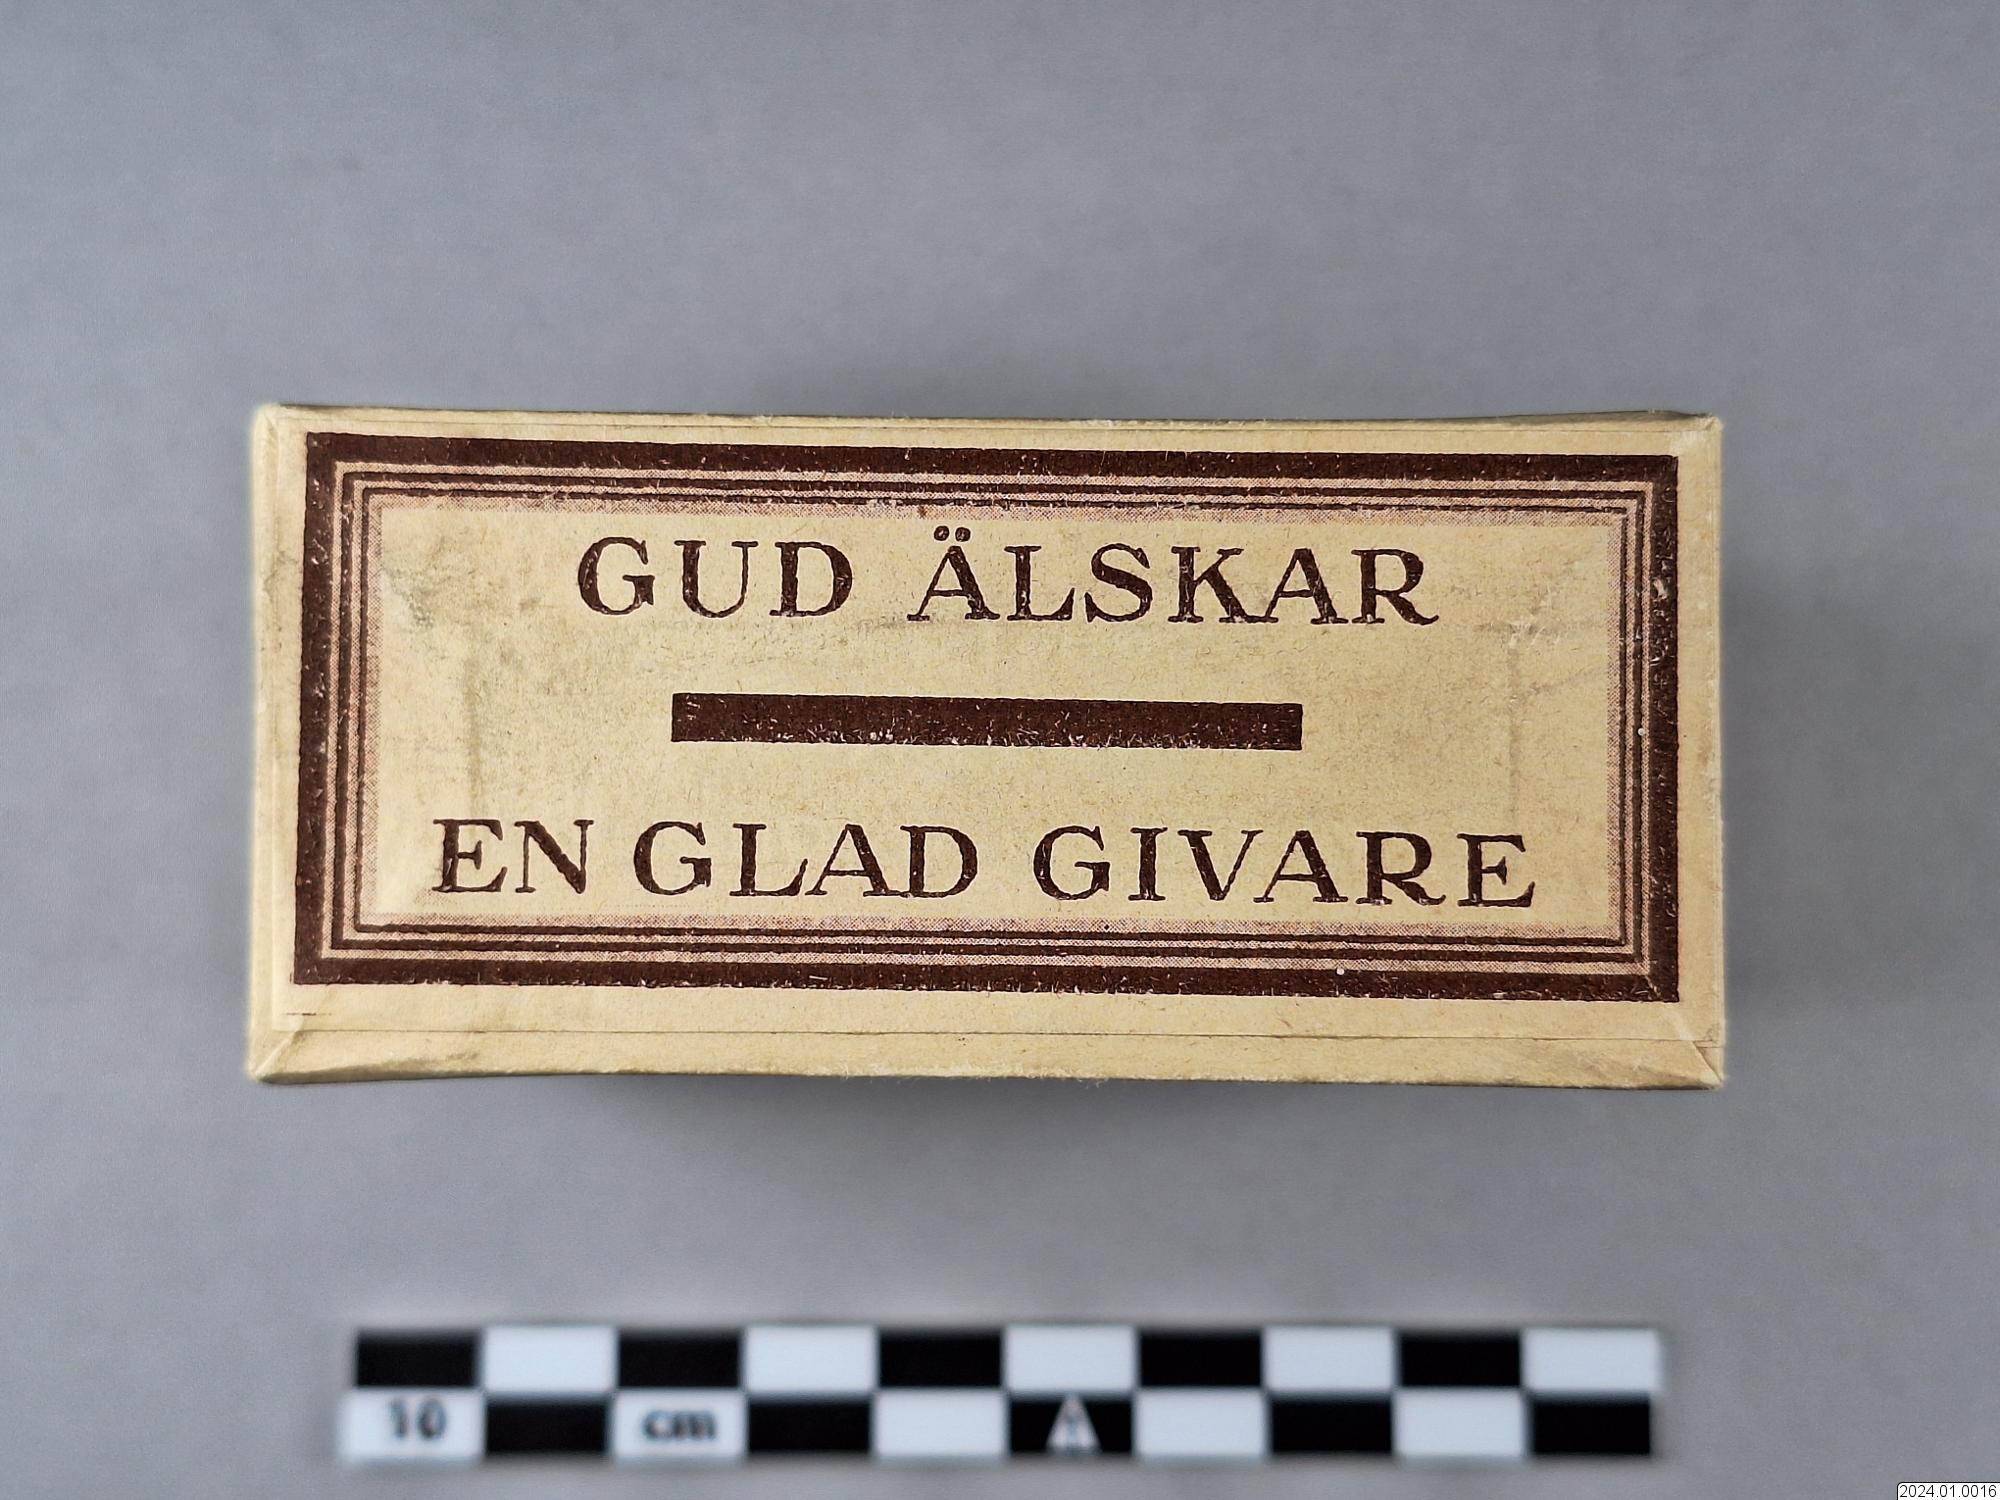 GUD ÄLSKAR
EN GLAD GIVARE
10 cm
2024.01.0016